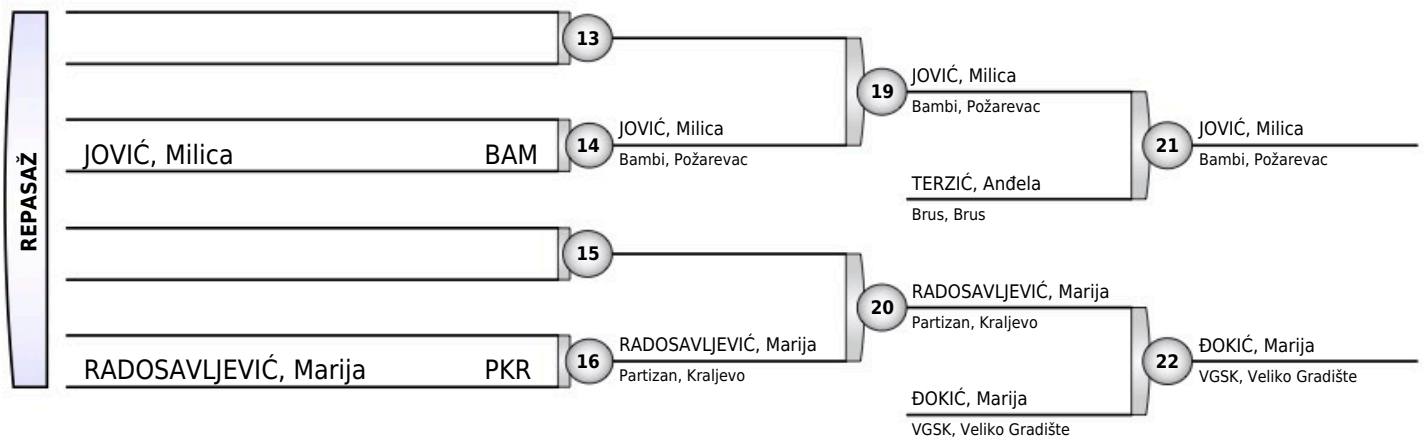 REPASAŽ
13
JOVIĆ, Milica BAM
14
JOVIĆ, Milica
Bambi, Požarevac
15
RADOSAVLJEVIĆ, Marija PKR
16
RADOSAVLJEVIĆ, Marija
Partizan, Kraljevo
19
JOVIĆ, Milica
Bambi, Požarevac
TERZIĆ, Anđela
Brus, Brus
20
RADOSAVLJEVIĆ, Marija
Partizan, Kraljevo
ĐOKIĆ, Marija
VGSK, Veliko Gradište
21
JOVIĆ, Milica
Bambi, Požarevac
22
ĐOKIĆ, Marija
VGSK, Veliko Gradište